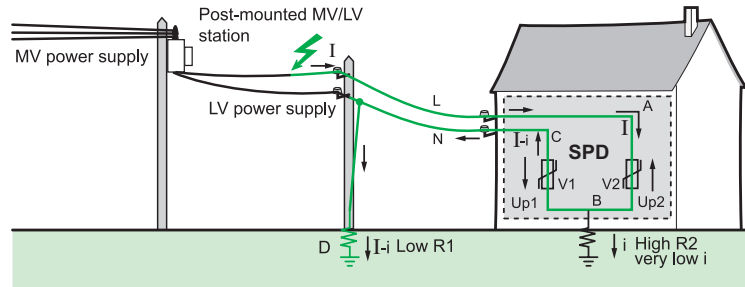 Post-mounted MV/LV
station
MV power supply
I
LV power supply
L
N
A
I
I-i
C
SPD
V1
V2
B
Up1
Up2
D
I-i Low R1
i High R2
very low i